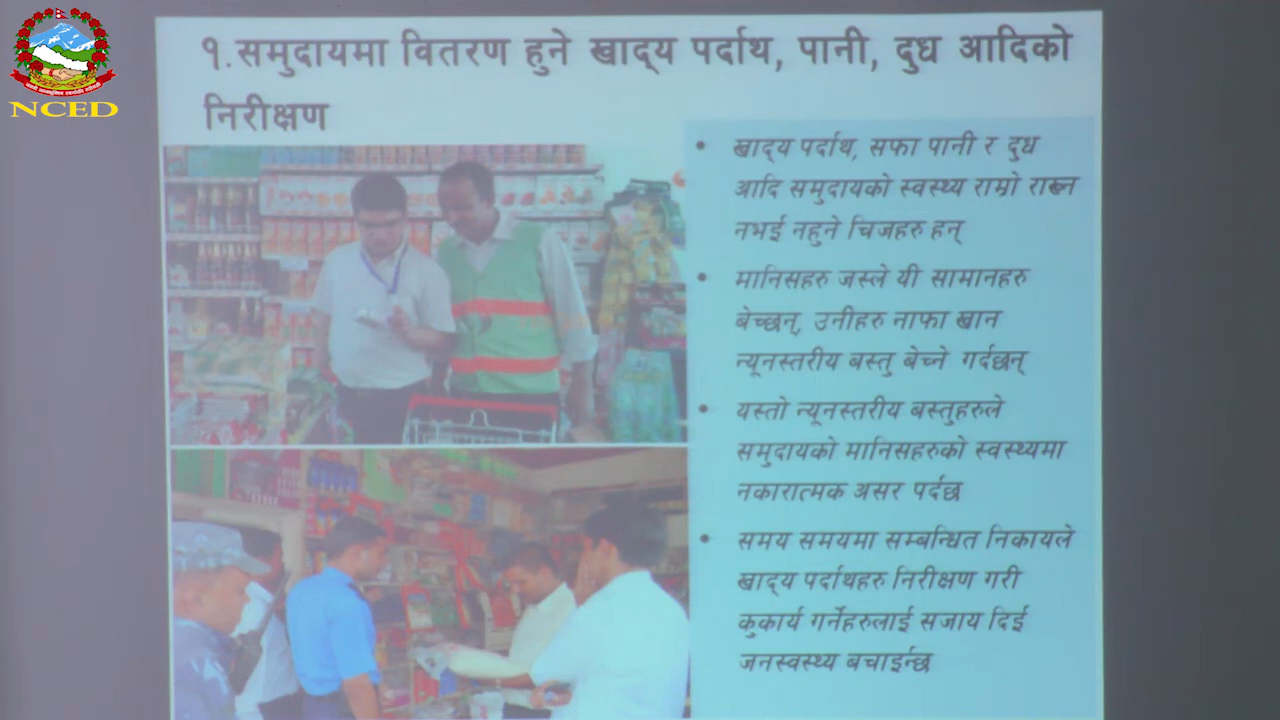 NCED
१.समुदायमा वितरण हुने खाद्य पर्दाथ, पानी, दुध आदिको
निरीक्षण
• खाद्य पर्दाथ, सफा पानी र दुध
आदि समुदायको स्वस्थ्य राम्रो राख्न
नभई नहुने चिजहरु हुन्
• मानिसहरु जस्ले यी सामानहरु
बेच्छन्, उनीहरु नाफा खान
न्यूनस्तरीय बस्तु बेच्ने गर्दछन्
• यस्तो न्यूनस्तरीय बस्तुहरुले
समुदायको मानिसहरुको स्वस्थ्यमा
नकारात्मक असर पर्दछ
• समय समयमा सम्बन्धित निकायले
खाद्य पर्दाथहरु निरीक्षण गरी
कुकार्य गर्नेहरुलाई सजाय दिई
जनस्वस्थ्य बचाईन्छ